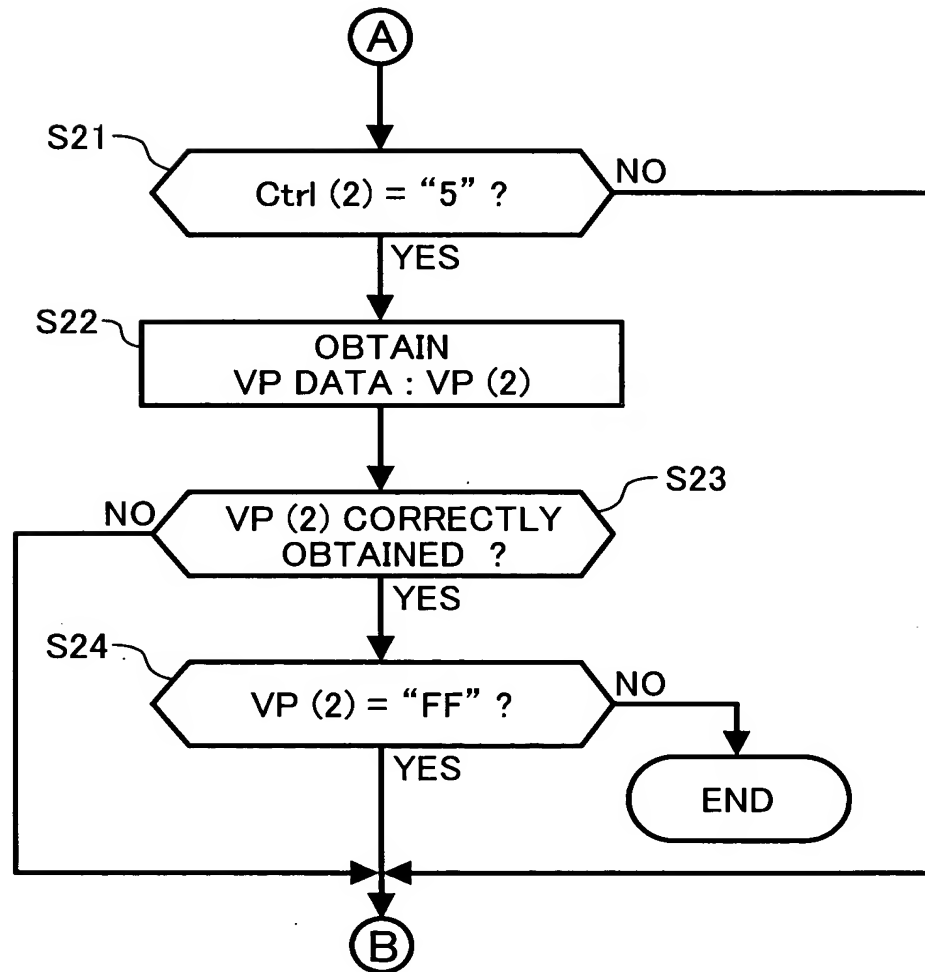 A
S21
Ctrl (2) = “5” ?
NO
YES
S22
OBTAIN
VP DATA : VP (2)
S23
NO
VP (2) CORRECTLY
OBTAINED ?
YES
S24
VP (2) = “FF” ?
NO
YES
END
B